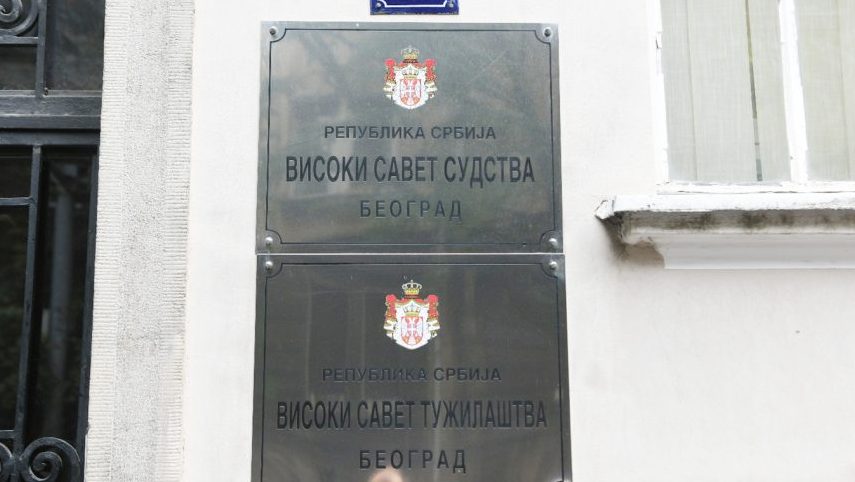 РЕПУБЛИКА СРБИЈА
ВИСОКИ САВЕТ СУДСТВА
БЕОГРАД
РЕПУБЛИКА СРБИЈА
ВИСОКИ САВЕТ ТУЖИЛАШТВА
БЕОГРАД